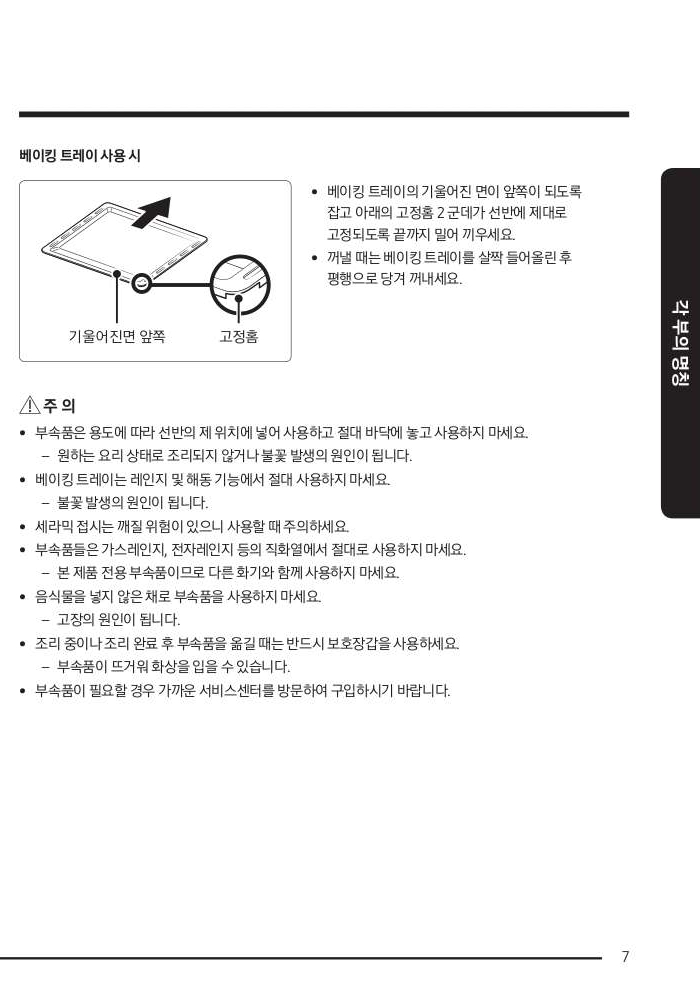 베이킹 트레이 사용 시
기울어진면 앞쪽
고정홈
• 베이킹 트레이의 기울어진 면이 앞쪽이 되도록
잡고 아래의 고정홈 2 군데가 선반에 제대로
고정되도록 끝까지 밀어 끼우세요.
• 꺼낼 때는 베이킹 트레이를 살짝 들어올린 후
평행으로 당겨 꺼내세요.
각 부의 명칭
주 의
• 부속품은 용도에 따라 선반의 제 위치에 넣어 사용하고 절대 바닥에 놓고 사용하지 마세요.
– 원하는 요리 상태로 조리되지 않거나 불꽃 발생의 원인이 됩니다.
• 베이킹 트레이는 레인지 및 해동 기능에서 절대 사용하지 마세요.
– 불꽃 발생의 원인이 됩니다.
• 세라믹 접시는 깨질 위험이 있으니 사용할 때 주의하세요.
• 부속품들은 가스레인지, 전자레인지 등의 직화열에서 절대로 사용하지 마세요.
– 본 제품 전용 부속품이므로 다른 화기와 함께 사용하지 마세요.
• 음식물을 넣지 않은 채로 부속품을 사용하지 마세요.
– 고장의 원인이 됩니다.
• 조리 중이나 조리 완료 후 부속품을 옮길 때는 반드시 보호장갑을 사용하세요.
– 부속품이 뜨거워 화상을 입을 수 있습니다.
• 부속품이 필요할 경우 가까운 서비스센터를 방문하여 구입하시기 바랍니다.
7